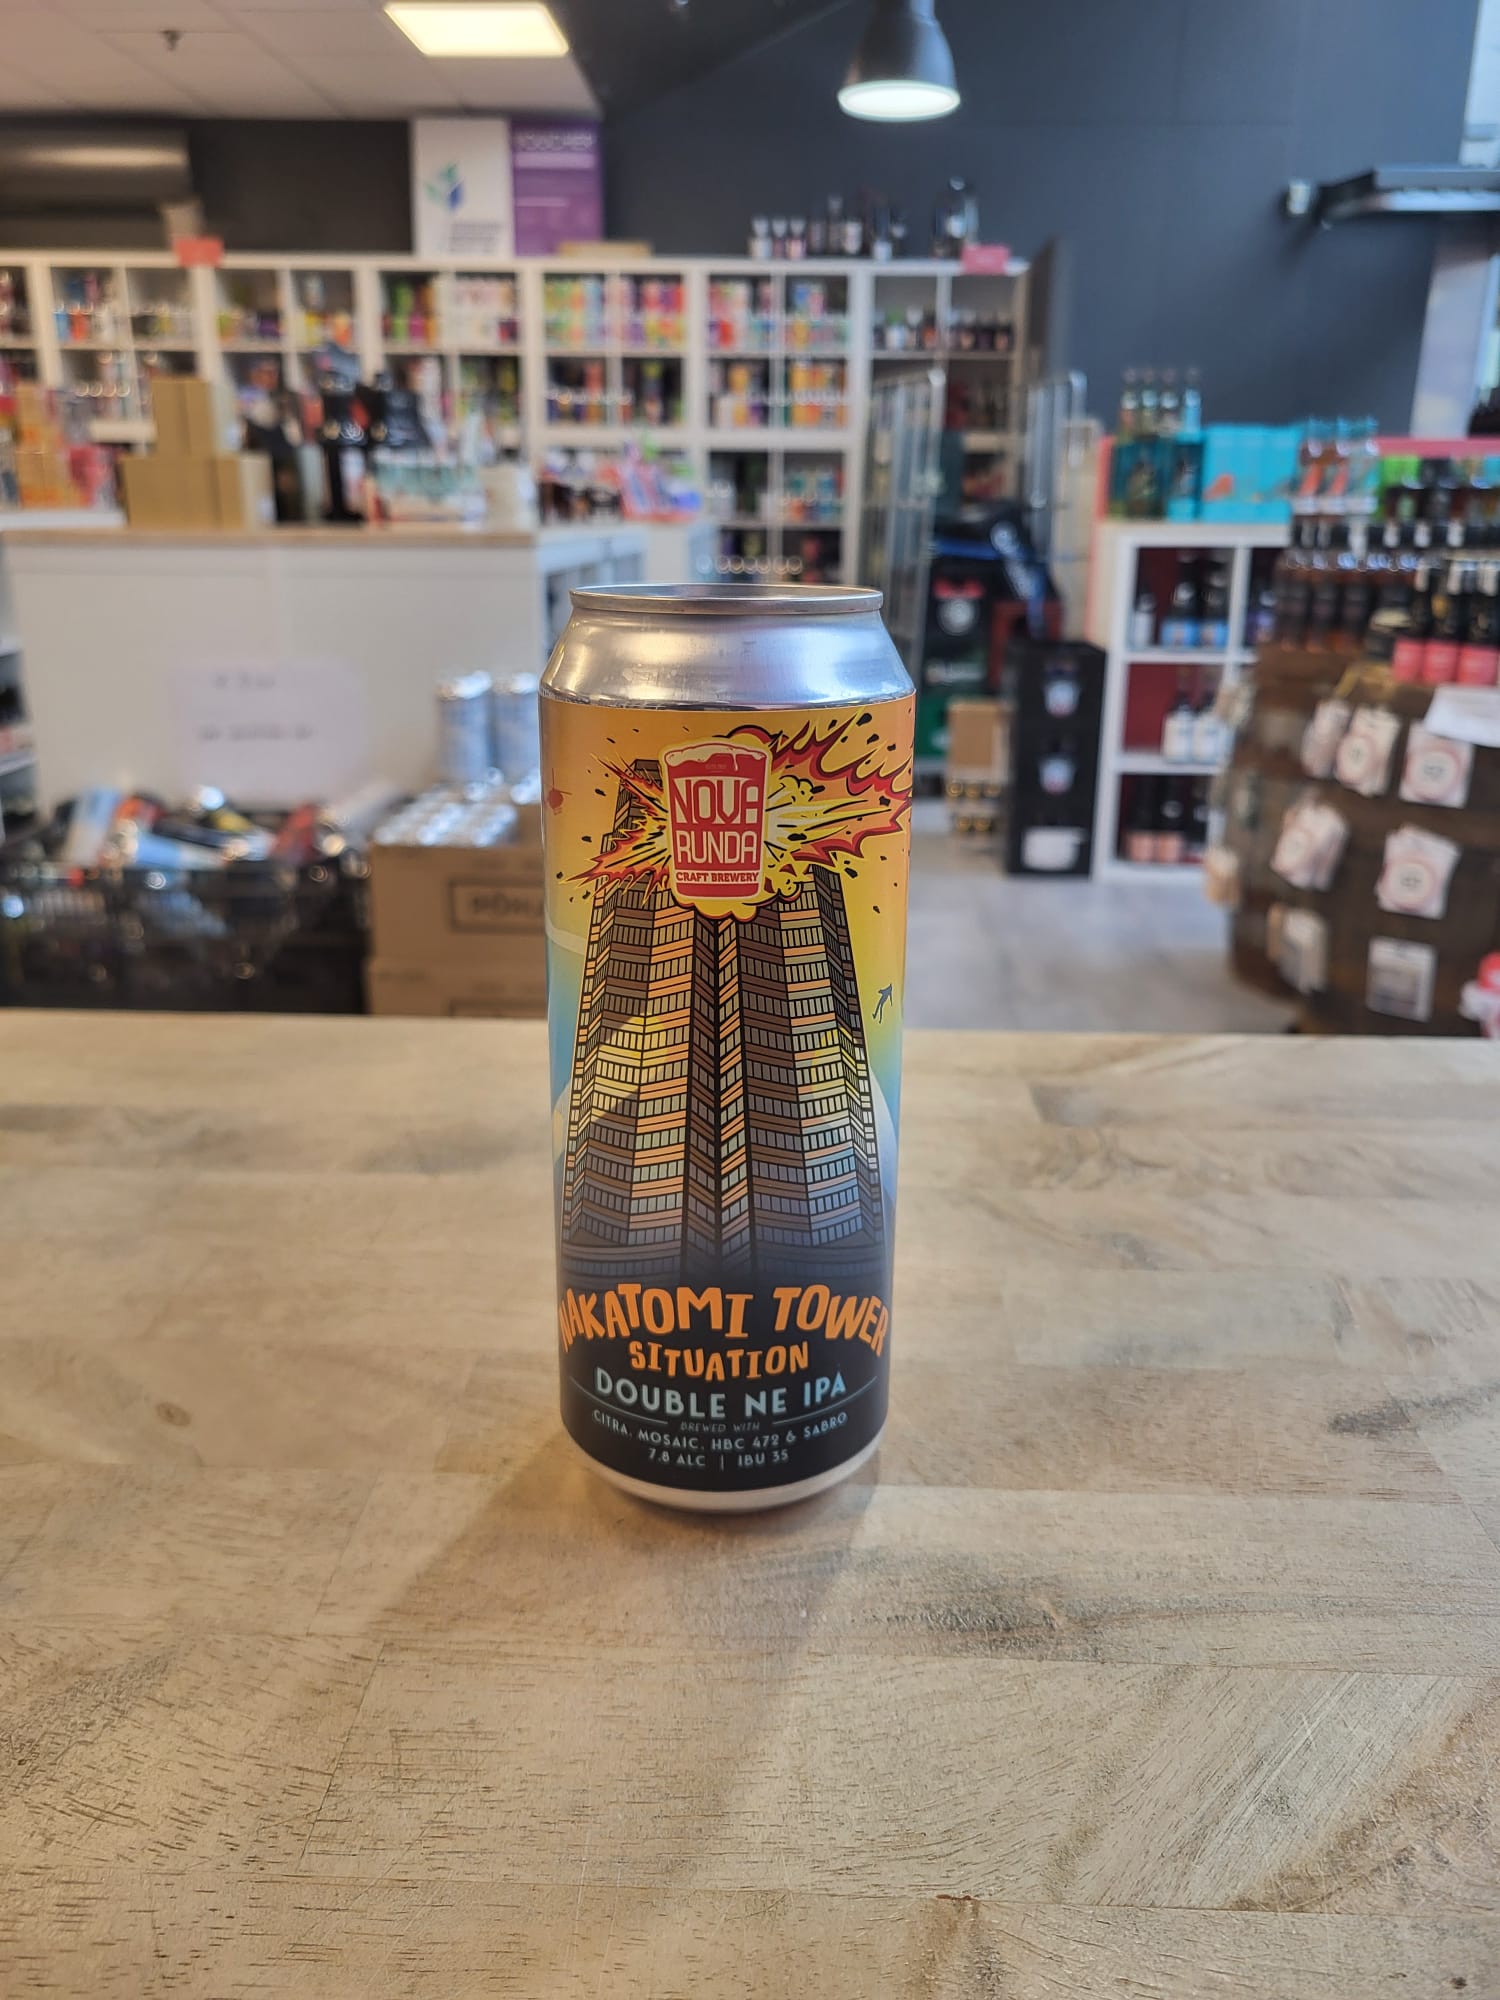 NOVA
RUNDA
CRAFT BREWERY
NAKATOMI TOWER
SITUATION
DOUBLE NE IPA
BREWED WITH
CITRA, MOSAIC, HBC 472 & SABRO
7.8 ALC | IBU 35